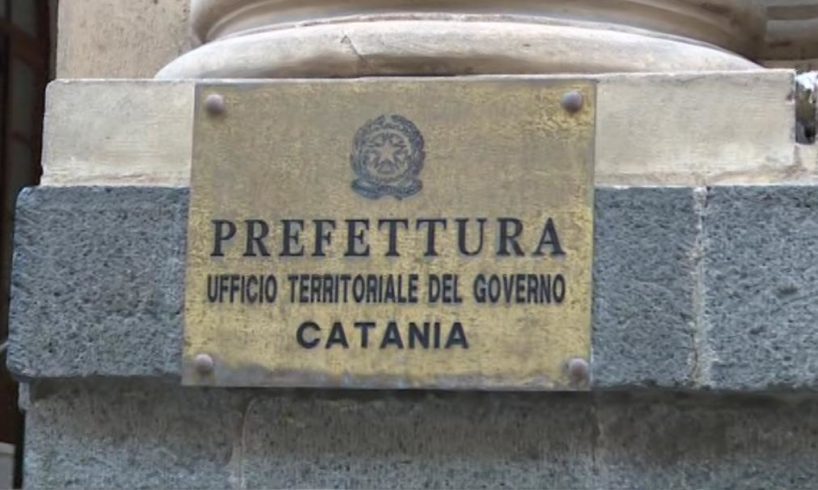 PREFETTURA
UFFICIO TERRITORIALE DEL GOVERNO
CATANIA